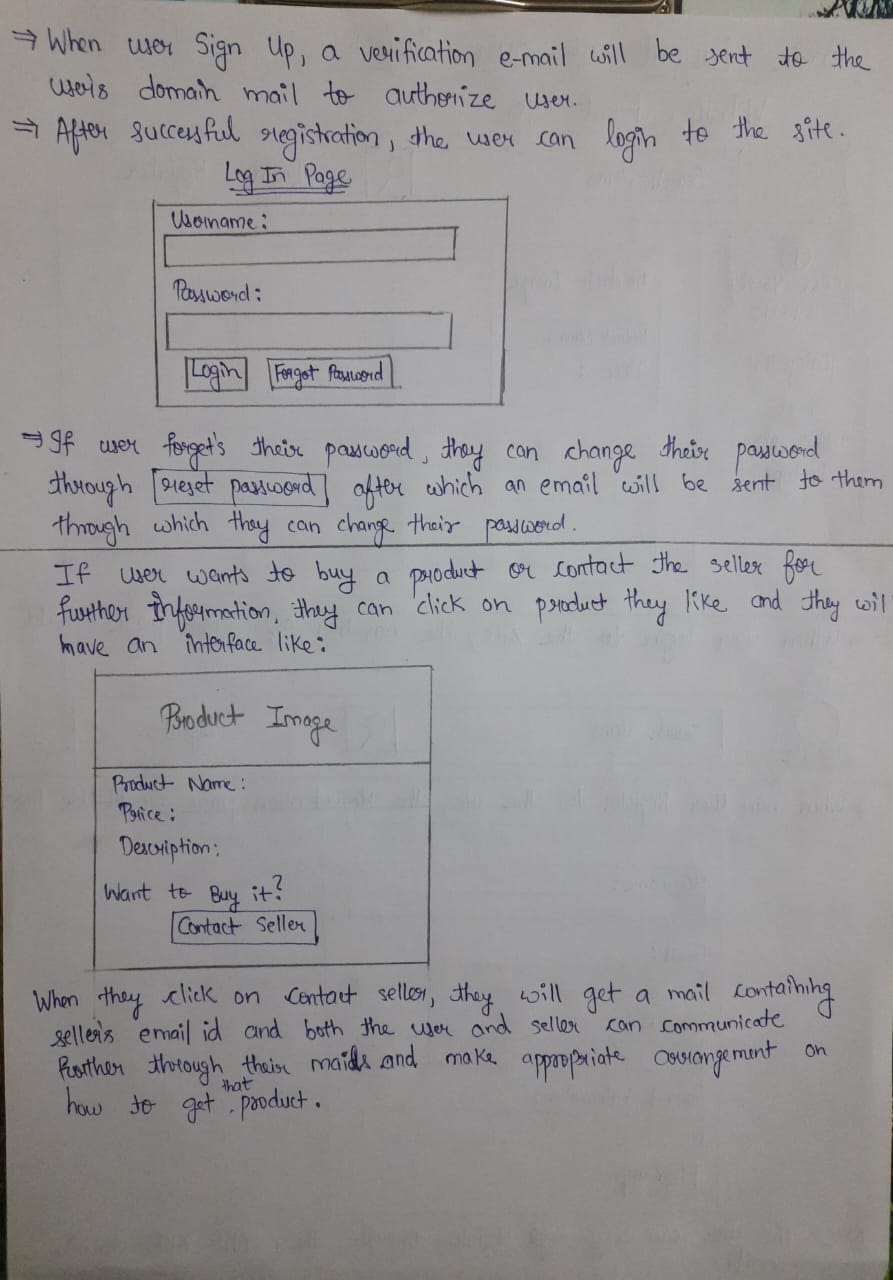 ⇒ When user Sign Up, a verification e-mail will be sent to the
user's domain mail to authorize user.
⇒ After successful registration, the user can login to the site.
Log In Page
Username:
Password:
Login Forgot Password
⇒ If user forget's their password, they can change their password
through reset password after which an email will be sent to them
through which they can change their password.
If user wants to buy a product or contact the seller for
further information, they can click on product they like and they wil
have an interface like:
Product Image
Product Name:
Price:
Description:
Want to Buy it?
Contact Seller
When they click on contact seller, they will get a mail containing
seller's email id and both the user and seller can communicate
further through their maids and make appropriate arrangement on
how to get that product.